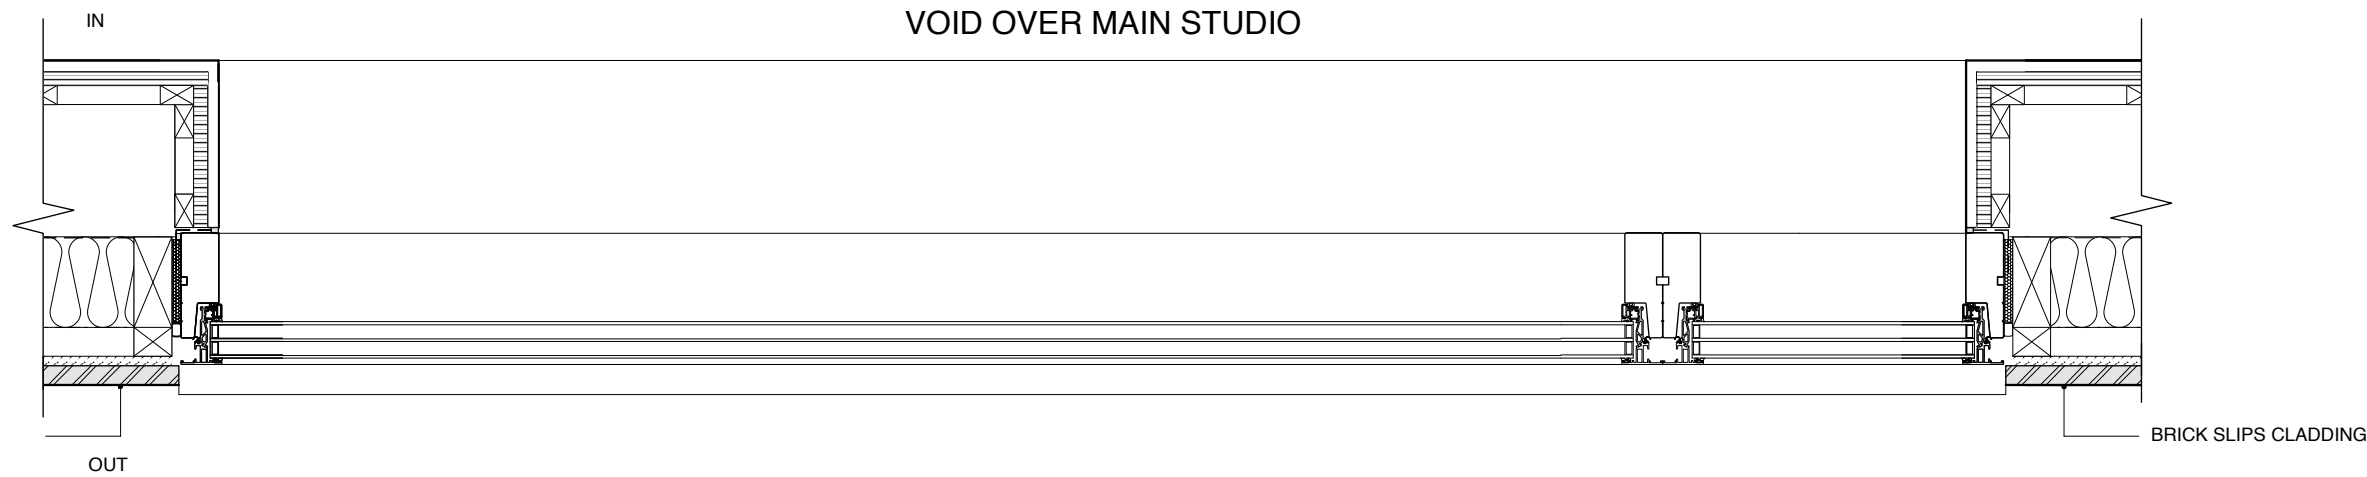 IN
VOID OVER MAIN STUDIO
BRICK SLIPS CLADDING
OUT